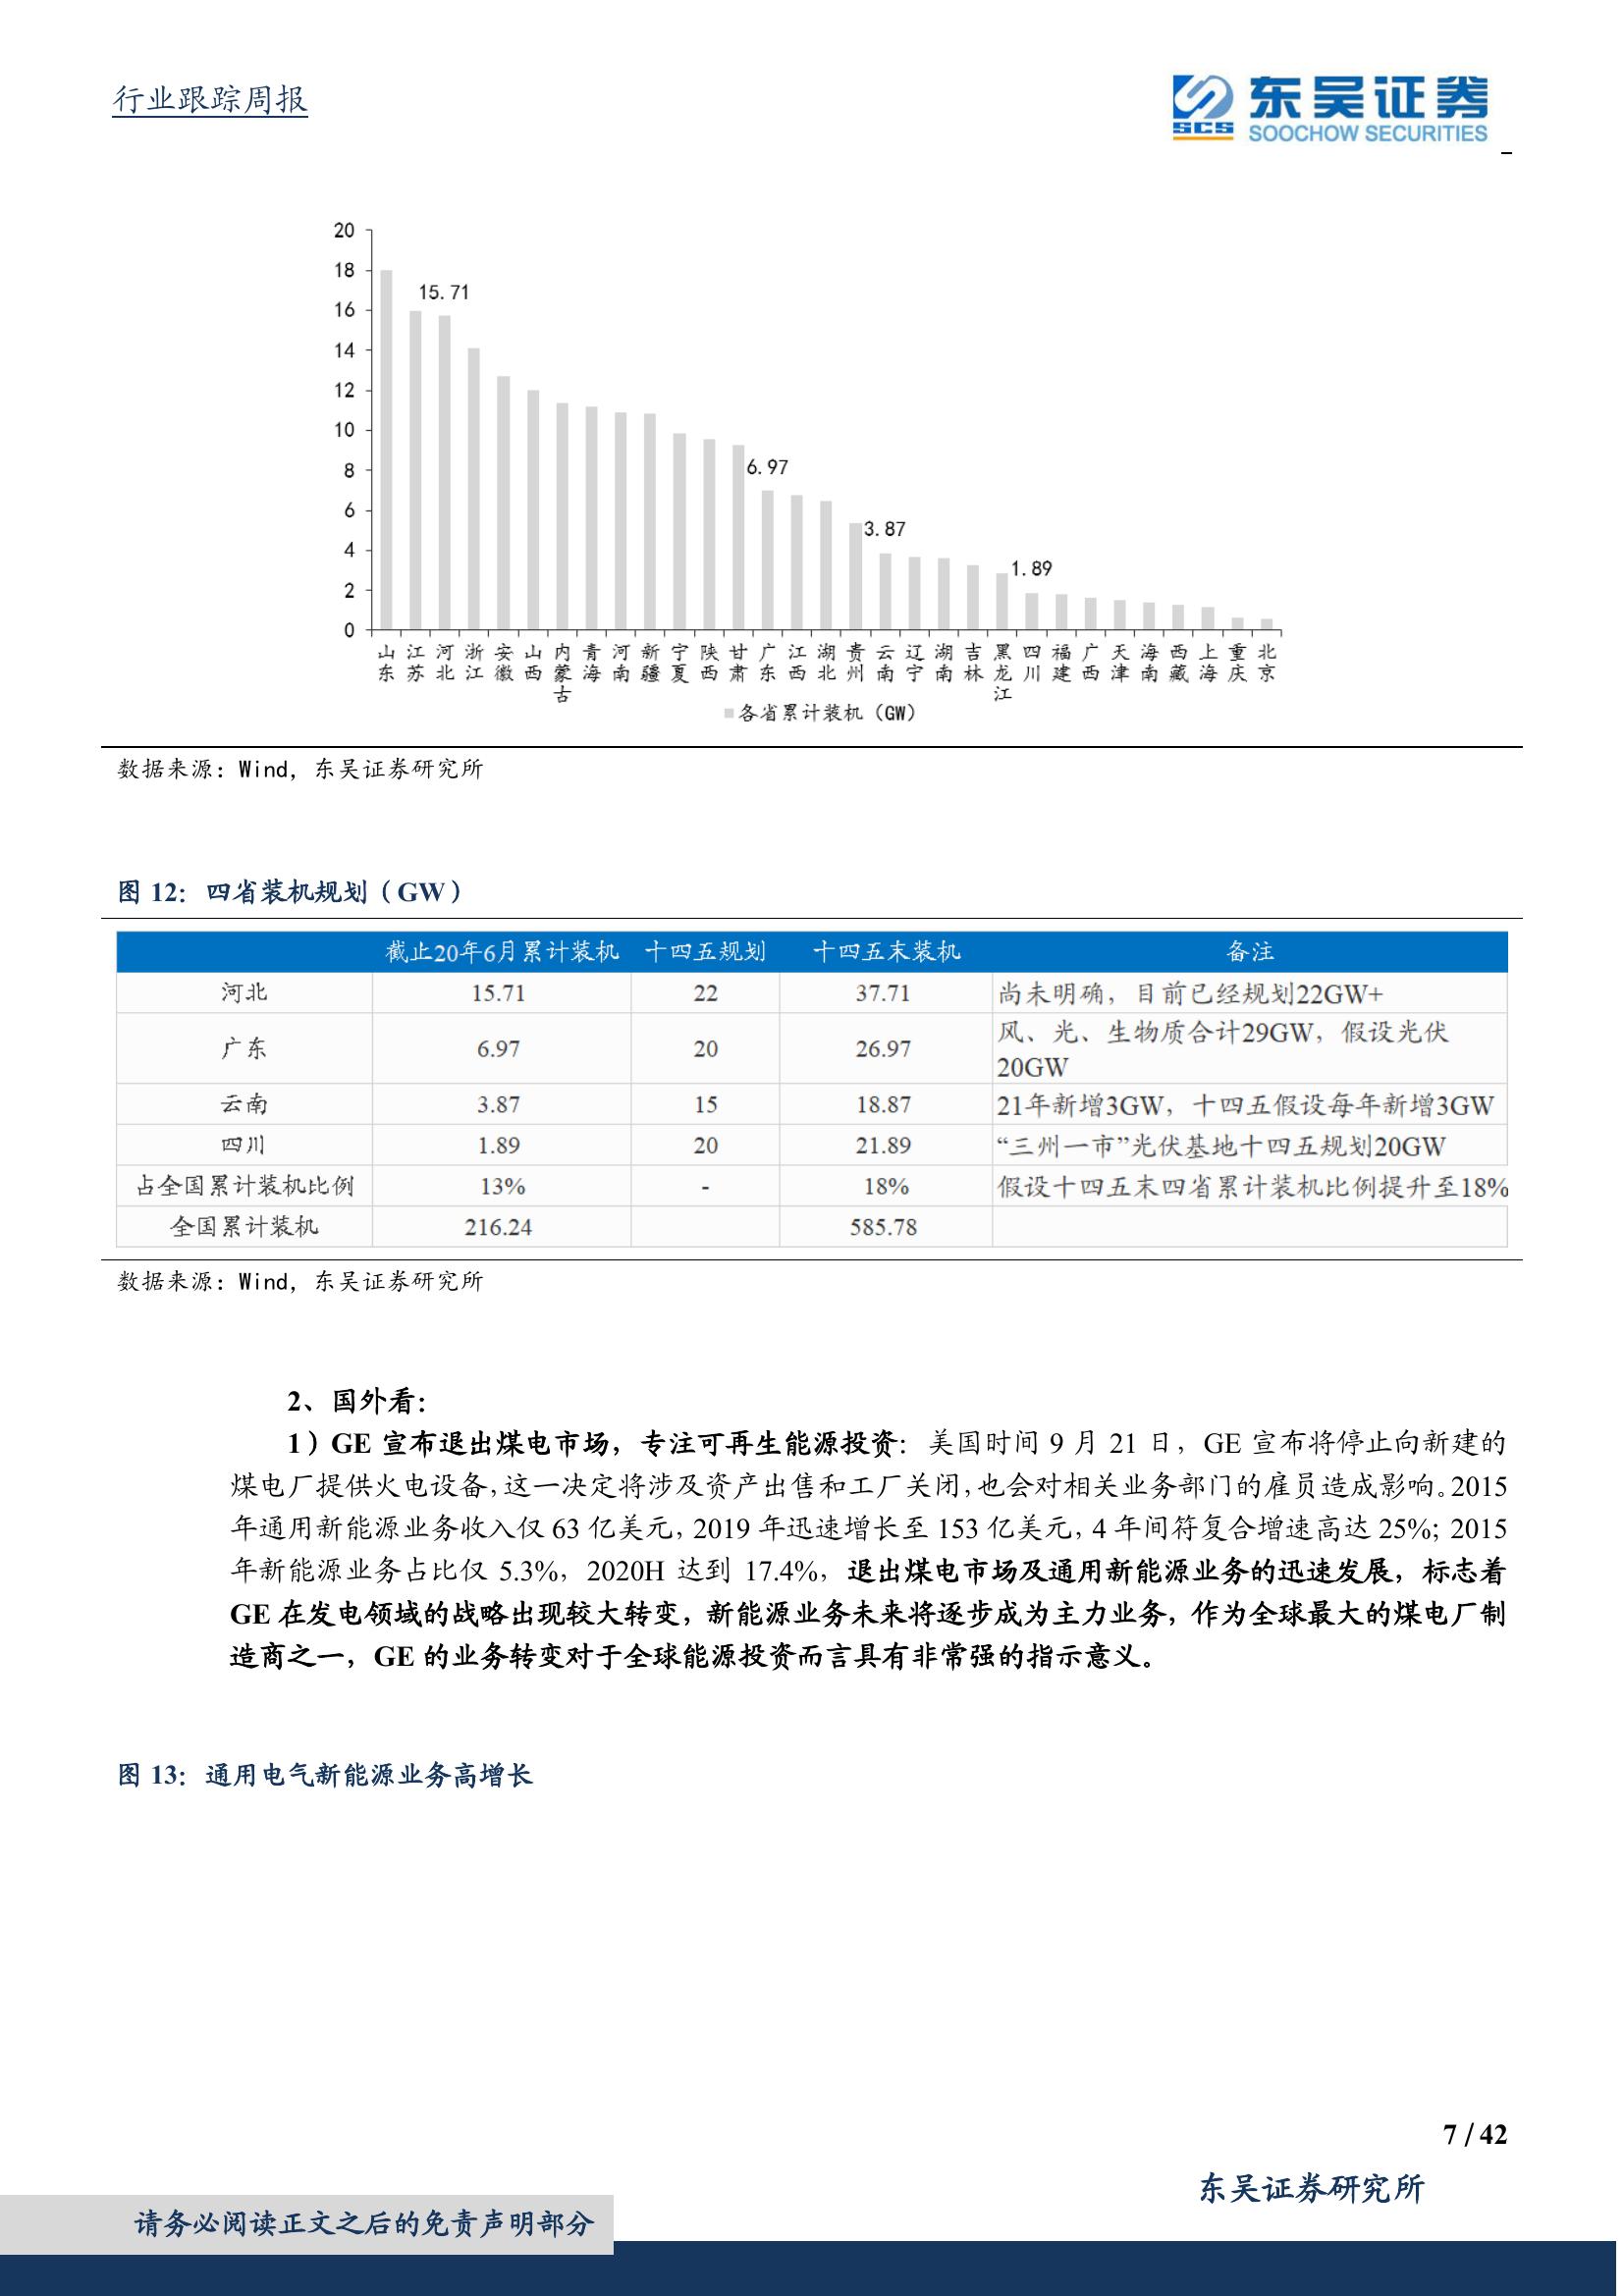 行业跟踪周报
东吴证券
SCS
SOOCHOW SECURITIES
20
18
16
14
12
10
8
6
4
2
0
15.71
6.97
3.87
1.89
山东 江苏 河北 浙江 安徽 山西 内蒙古 青海 河南 新疆 宁夏 陕西 甘肃 广东 江西 湖北 贵州 云南 辽宁 湖南 吉林 黑龙江 四川 福建 广西 天津 海南 西藏 上海 重庆 北京
各省累计装机（GW）
数据来源：Wind，东吴证券研究所
图 12：四省装机规划（GW）
截止20年6月累计装机 十四五规划 十四五末装机 备注
河北 15.71 22 37.71 尚未明确，目前已经规划22GW+
广东 6.97 20 26.97 风、光、生物质合计29GW，假设光伏
20GW
云南 3.87 15 18.87 21年新增3GW，十四五假设每年新增3GW
四川 1.89 20 21.89 “三州一市”光伏基地十四五规划20GW
占全国累计装机比例 13% - 18% 假设十四五末四省累计装机比例提升至18%
全国累计装机 216.24 585.78
数据来源：Wind，东吴证券研究所
2、国外看：
1）GE 宣布退出煤电市场，专注可再生能源投资：美国时间 9 月 21 日，GE 宣布将停止向新建的
煤电厂提供火电设备，这一决定将涉及资产出售和工厂关闭，也会对相关业务部门的雇员造成影响。2015
年通用新能源业务收入仅 63 亿美元，2019 年迅速增长至 153 亿美元，4 年间符复合增速高达 25%；2015
年新能源业务占比仅 5.3%，2020H 达到 17.4%，退出煤电市场及通用新能源业务的迅速发展，标志着
GE 在发电领域的战略出现较大转变，新能源业务未来将逐步成为主力业务，作为全球最大的煤电厂制
造商之一，GE 的业务转变对于全球能源投资而言具有非常强的指示意义。
图 13：通用电气新能源业务高增长
7 / 42
东吴证券研究所
请务必阅读正文之后的免责声明部分